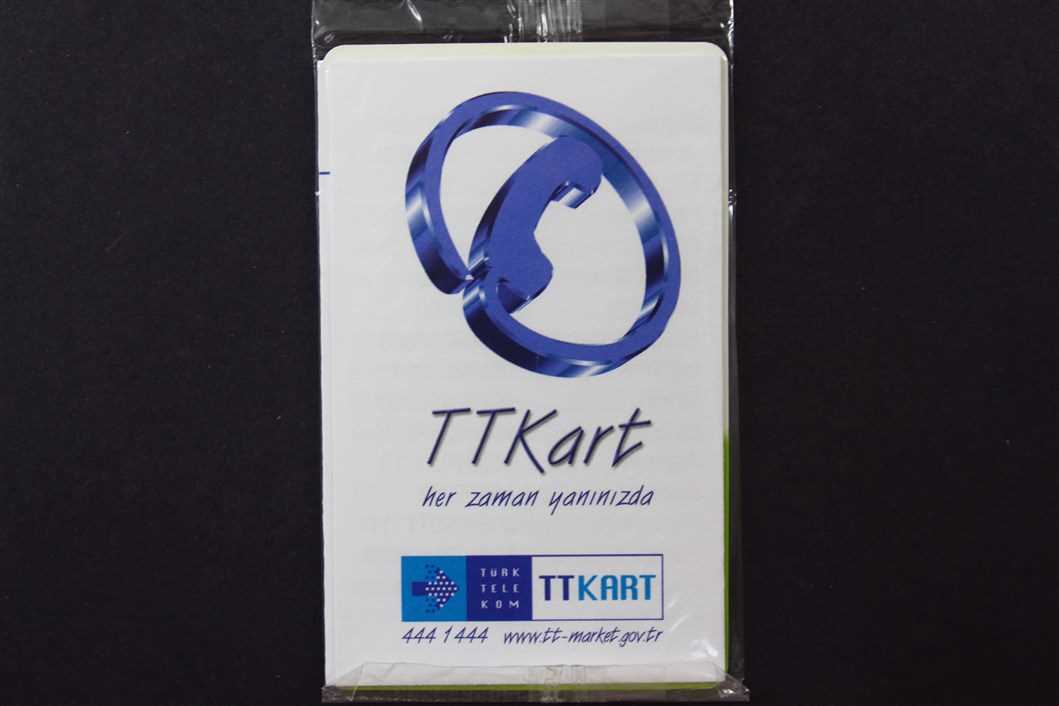 TTKart
her zaman yanınızda
TÜRK
TELE
KOM
TTKART
444 1 444 www.tt-market.gov.tr